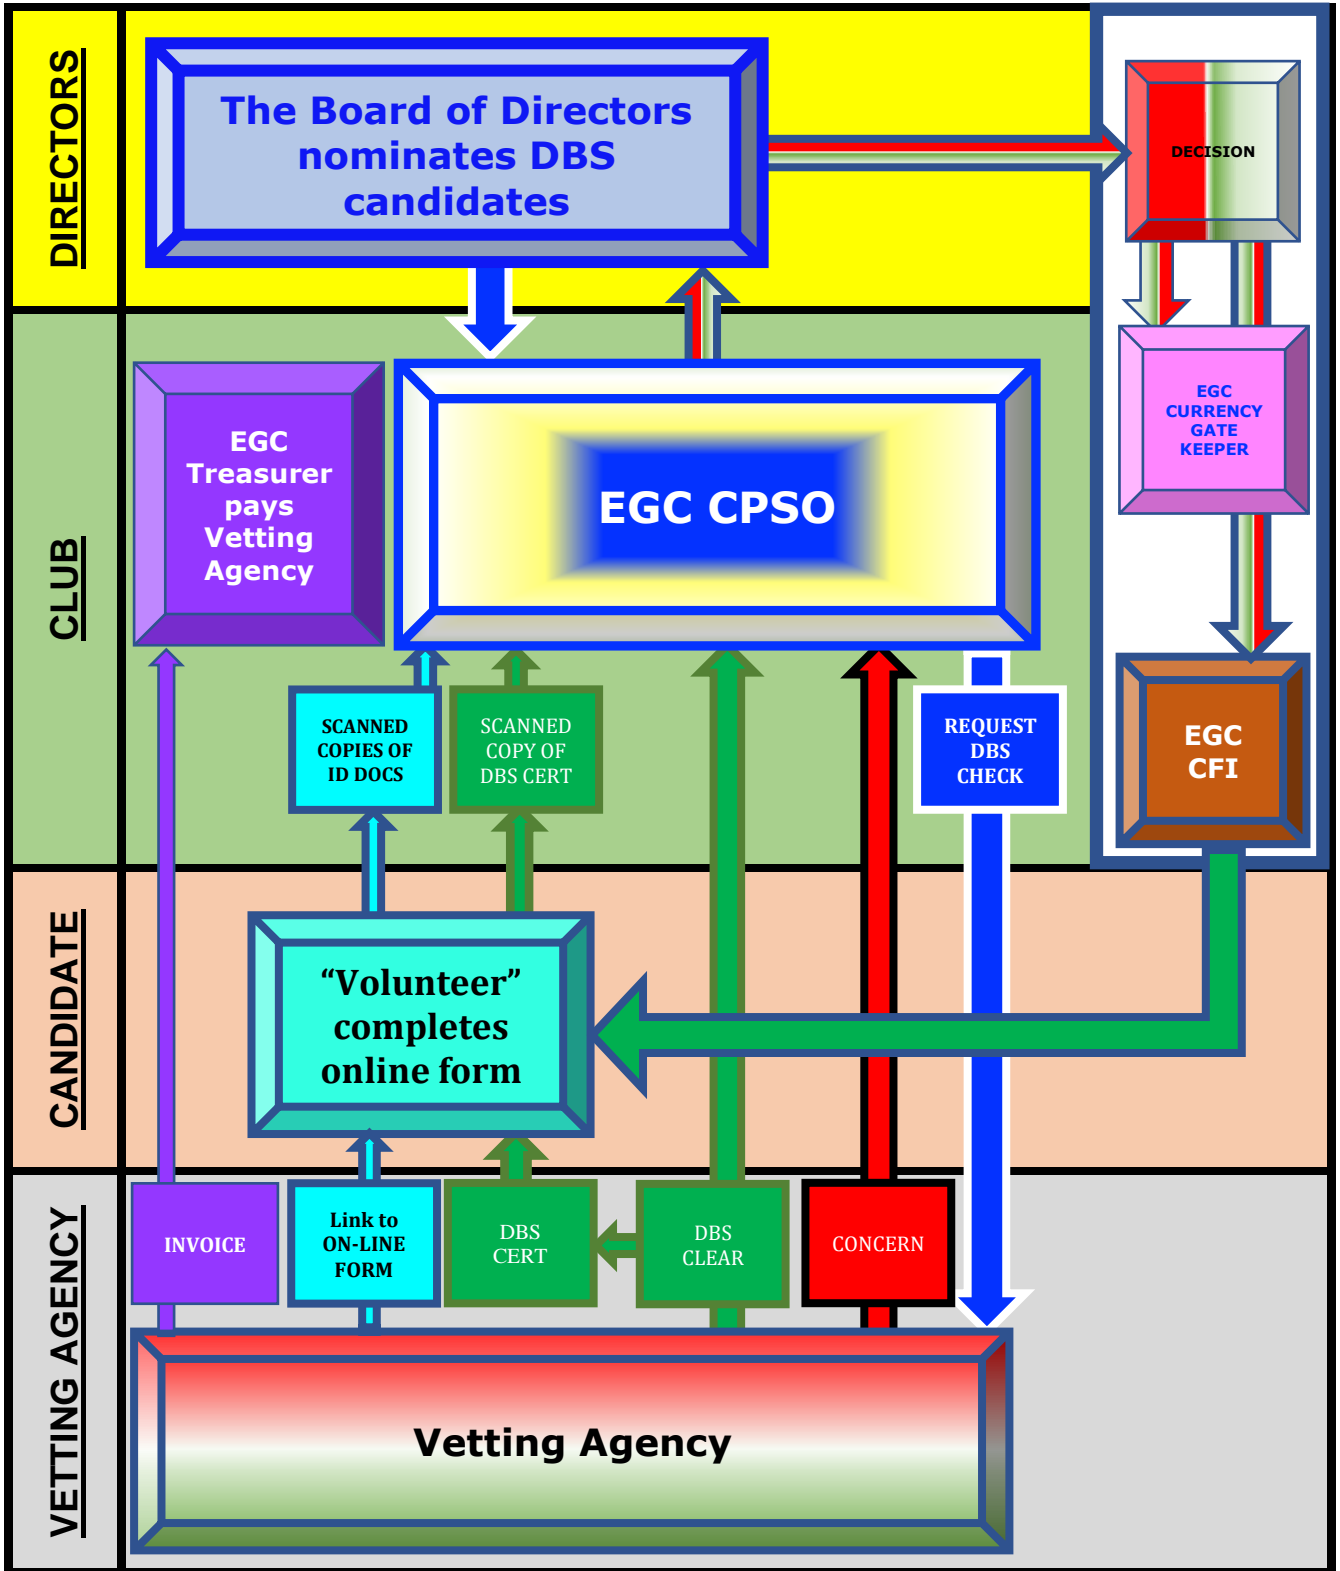 DIRECTORS
The Board of Directors
nominates DBS
candidates
DECISION
CLUB
EGC
Treasurer
pays
Vetting
Agency
EGC CPSO
EGC
CURRENCY
GATE
KEEPER
SCANNED
COPIES OF
ID DOCS
SCANNED
COPY OF
DBS CERT
REQUEST
DBS
CHECK
EGC
CFI
CANDIDATE
“Volunteer”
completes
online form
VETTING AGENCY
INVOICE
Link to
ON-LINE
FORM
DBS
CERT
DBS
CLEAR
CONCERN
Vetting Agency